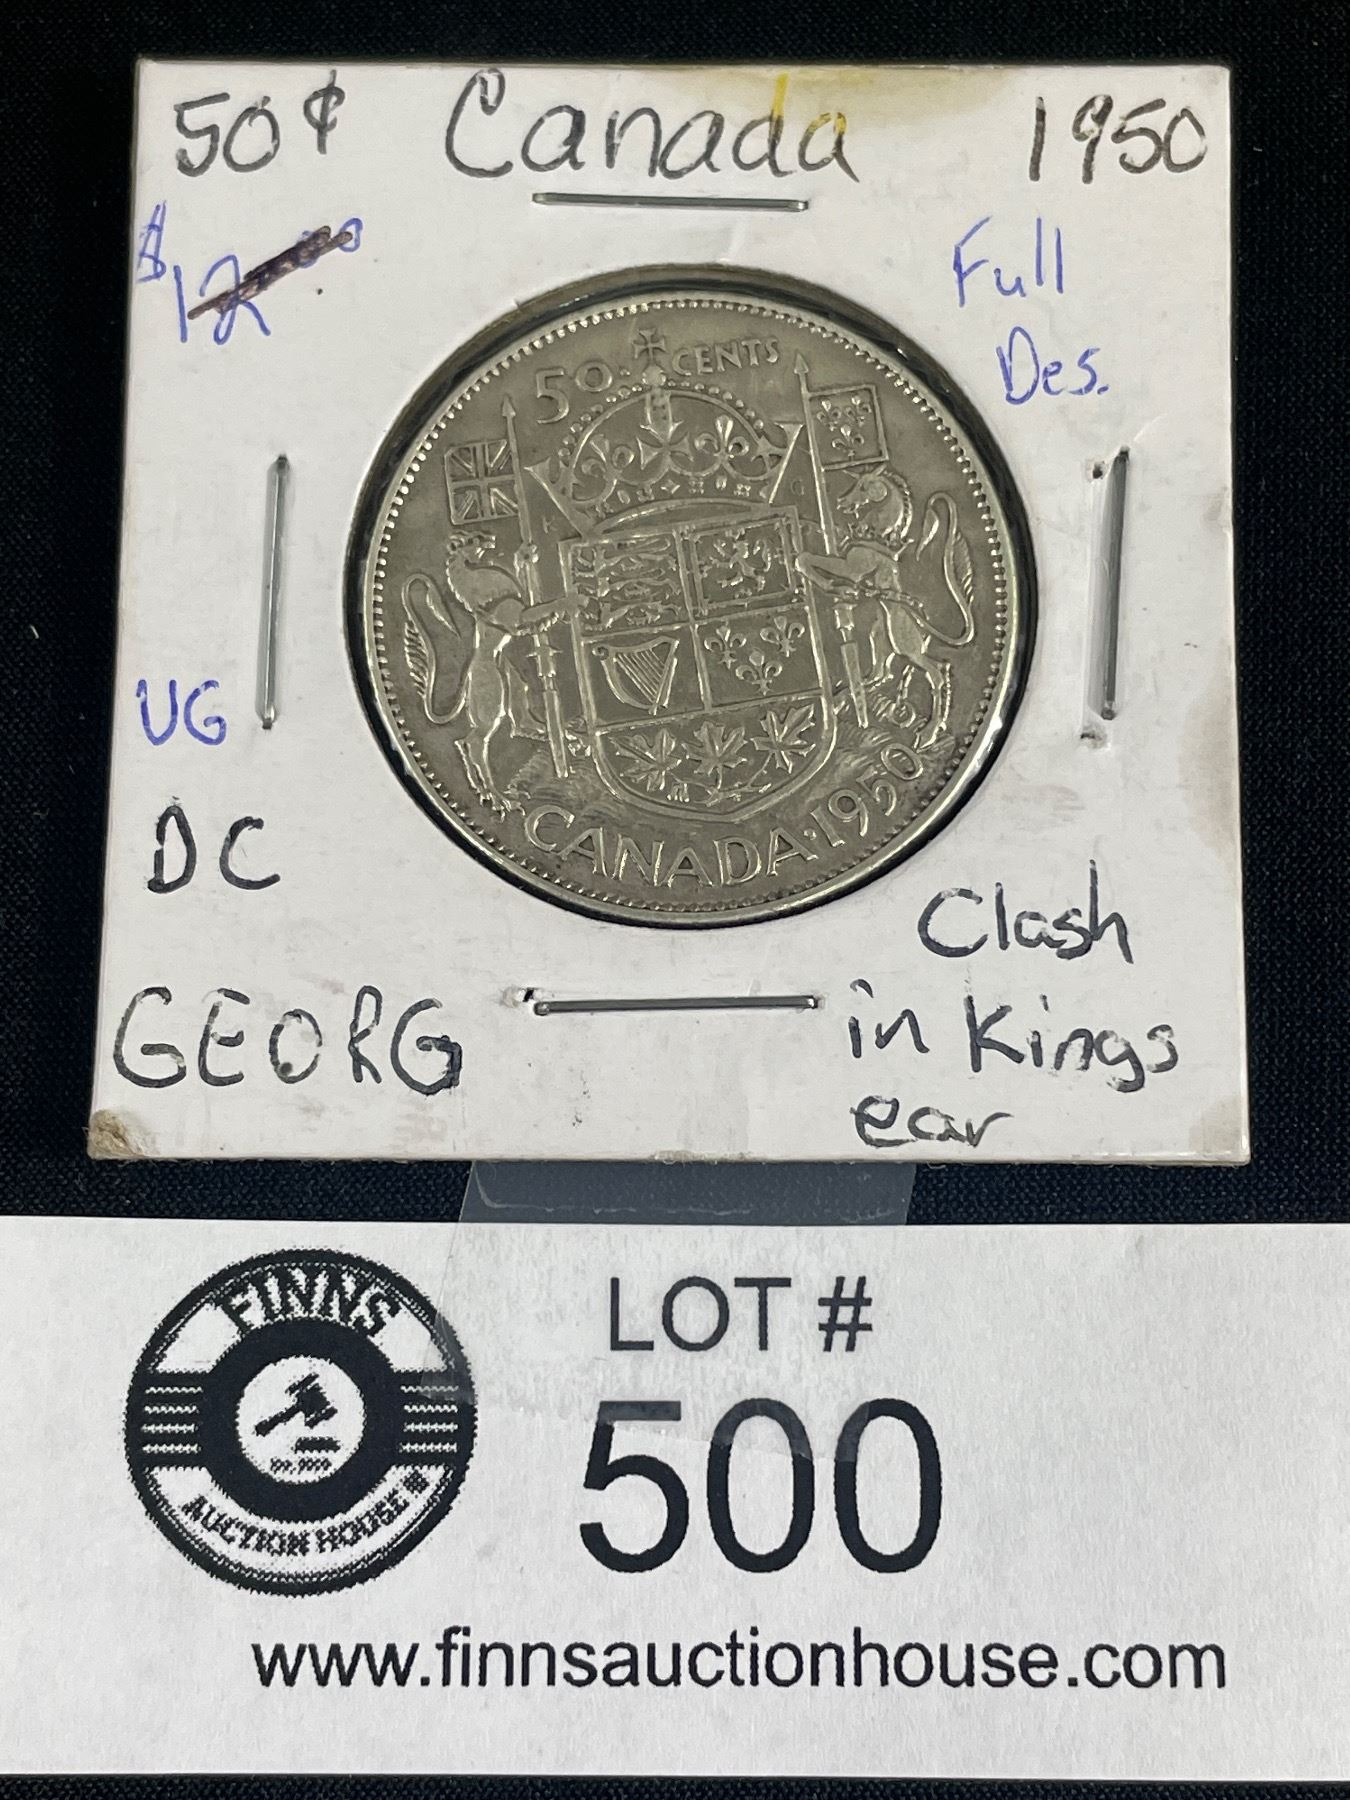 50¢ Canada 1950
$12.00
Full
Des.
50 CENTS
CANADA·1950
VG
DC
GEORG
Clash
in Kings
ear
FINNS
AUCTION HOUSE
LOT #
500
www.finnsauctionhouse.com